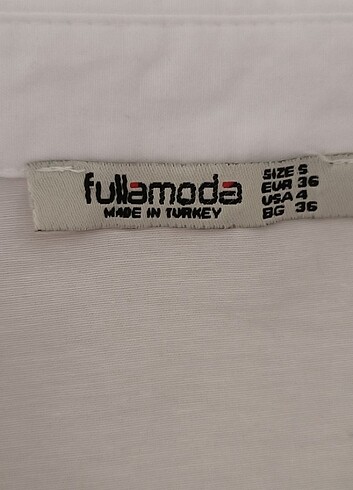 fullamoda
MADE IN TURKEY
SIZE S
EUR 36
USA 4
BG 36